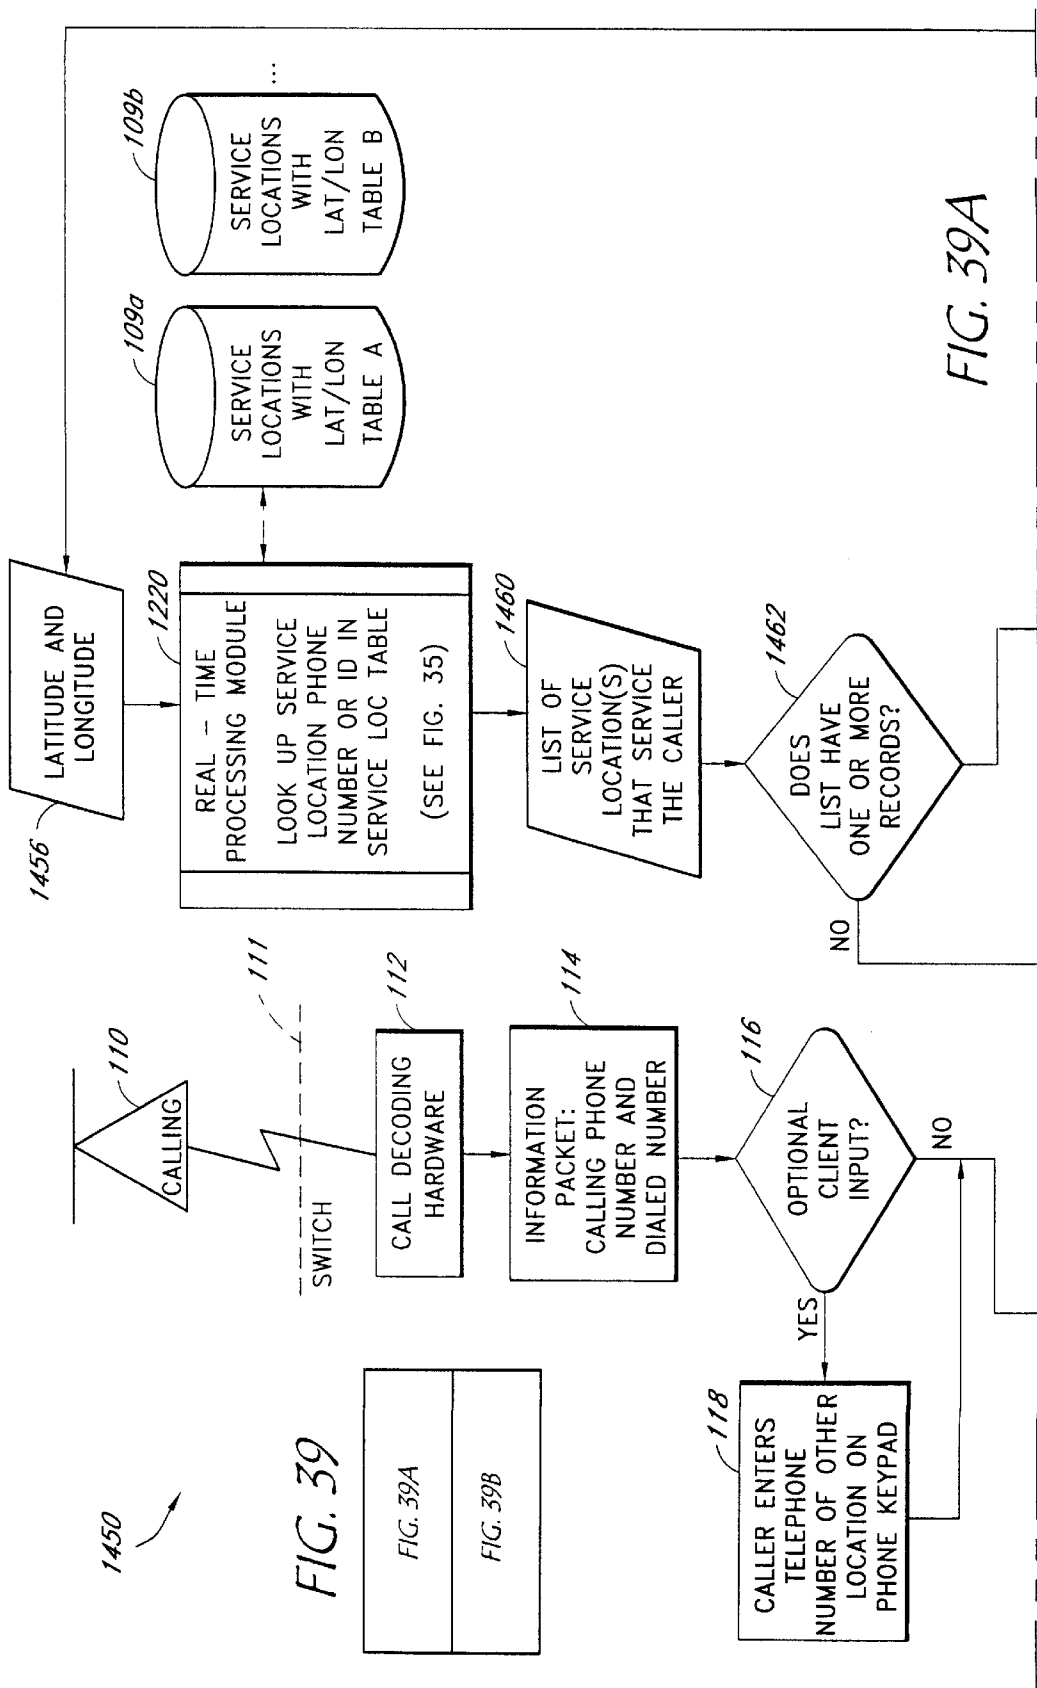 1450
FIG. 39
FIG. 39A
FIG. 39B
110
CALLING
111
SWITCH
112
CALL DECODING
HARDWARE
114
INFORMATION
PACKET:
CALLING PHONE
NUMBER AND
DIALED NUMBER
116
OPTIONAL
CLIENT
INPUT?
YES
NO
118
CALLER ENTERS
TELEPHONE
NUMBER OF OTHER
LOCATION ON
PHONE KEYPAD
1456
LATITUDE AND
LONGITUDE
1220
REAL – TIME
PROCESSING MODULE
LOOK UP SERVICE
LOCATION PHONE
NUMBER OR ID IN
SERVICE LOC TABLE
(SEE FIG. 35)
109a
SERVICE
LOCATIONS
WITH
LAT/LON
TABLE A
109b
SERVICE
LOCATIONS
WITH
LAT/LON
TABLE B
...
1460
LIST OF
SERVICE
LOCATION(S)
THAT SERVICE
THE CALLER
1462
DOES
LIST HAVE
ONE OR MORE
RECORDS?
NO
FIG. 39A